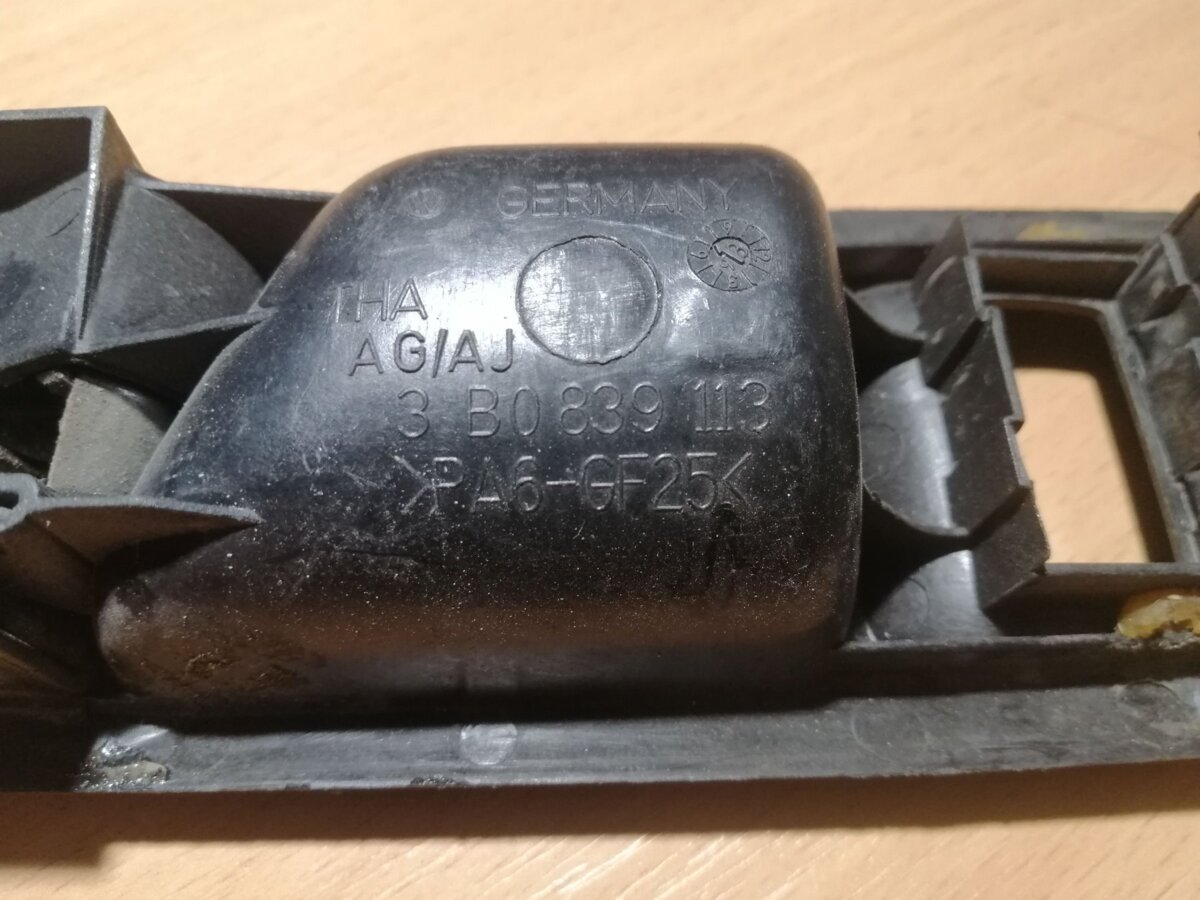 GERMANY
THA
AG/AJ
3 B0 839 113
>PA6-GF25<